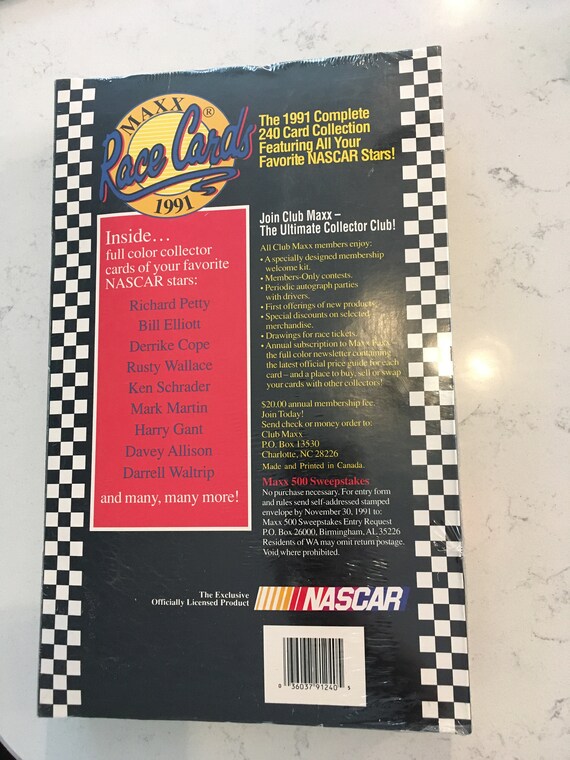 MAXX ®
Race Cards
1991
The 1991 Complete
240 Card Collection
Featuring All Your
Favorite NASCAR Stars!
Inside…
full color collector
cards of your favorite
NASCAR stars:
Richard Petty
Bill Elliott
Derrike Cope
Rusty Wallace
Ken Schrader
Mark Martin
Harry Gant
Davey Allison
Darrell Waltrip
and many, many more!
Join Club Maxx –
The Ultimate Collector Club!
All Club Maxx members enjoy:
• A specially designed membership
welcome kit.
• Members-Only contests.
• Periodic autograph parties
with drivers.
• First offerings of new products.
• Special discounts on selected
merchandise.
• Drawings for race tickets.
• Annual subscription to Maxx
the full color newsletter containing
the latest official price guide for each
card – and a place to buy, sell or swap
your cards with other collectors!
$20.00 annual membership fee.
Join Today!
Send check or money order to:
Club Maxx
P.O. Box 13530
Charlotte, NC 28226
Made and Printed in Canada.
Maxx 500 Sweepstakes
No purchase necessary. For entry form
and rules send self-addressed stamped
envelope by November 30, 1991 to:
Maxx 500 Sweepstakes Entry Request
P.O. Box 26000, Birmingham, AL 35226
Residents of WA may omit return postage.
Void where prohibited.
The Exclusive
Officially Licensed Product
NASCAR
36037 91240